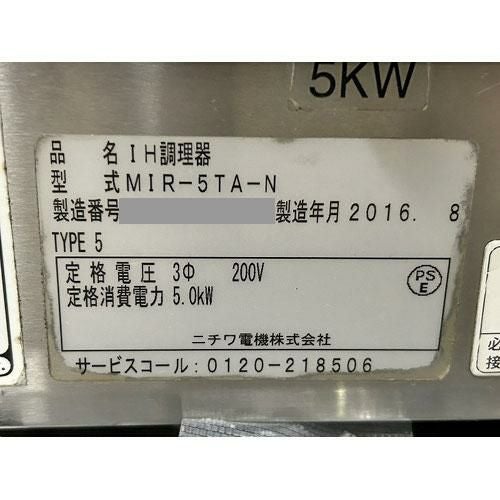 5KW
品 名 IH調理器
型 式 MIR-5TA-N
製造番号 製造年月 2016. 8
TYPE 5
定格電圧 3Φ 200V
定格消費電力 5.0kW
PS
E
ニチワ電機株式会社
サービスコール:0120-218506
必
接